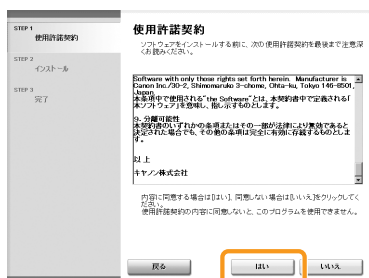 STEP 1
使用許諾契約
STEP 2
インストール
STEP 3
完了
使用許諾契約
ソフトウェアをインストールする前に、次の使用許諾契約を最後まで注意深
くお読みください。
Software with only those rights set forth herein. Manufacturer is
Canon Inc./30-2, Shimomaruko 3-chome, Ohta-ku, Tokyo 146-8501,
Japan.
本条項中で使用される"the Software"とは、本契約書中で定義される「
本ソフトウェア」を意味し、指し示すものとします。
9. 分離可能性
本契約書のいずれかの条項またはその一部が法律により無効であると
決定された場合でも、その他の条項は完全に有効に存続するものとしま
す。
以 上
キヤノン株式会社
内容に同意する場合は[はい]、同意しない場合は[いいえ]をクリックしてく
ださい。
使用許諾契約の内容に同意しないと、このプログラムを使用できません。
戻る
はい
いいえ